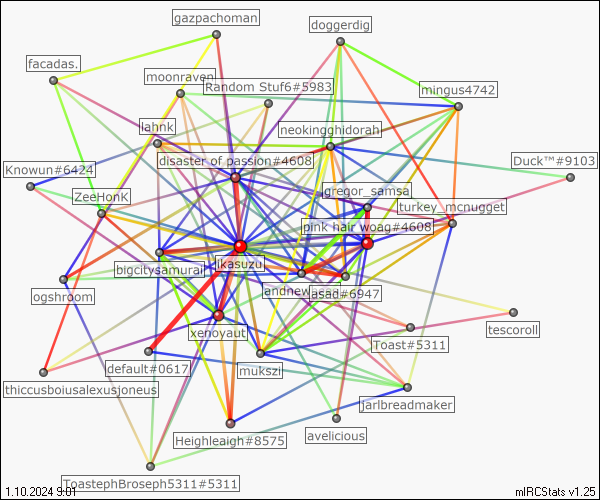 gazpachoman
doggerdig
facadas.
moonraven
Random Stuf6#5983
mingus4742
lahnk
neokingghidorah
disaster of passion#4608
Duck™#9103
Knowun#6424
gregor_samsa
ZeeHonK
turkey_mcnugget
pink hair woag#4608
bigcitysamurai
ikasuzu
andnew
asad#6947
ogshroom
xenoyaut
tescoroll
Toast#5311
default#0617
mukszi
thiccusboiusalexusjoneus
jarlbreadmaker
Heighleaigh#8575
avelicious
ToastephBroseph5311#5311
1.10.2024 9:01
mIRCStats v1.25